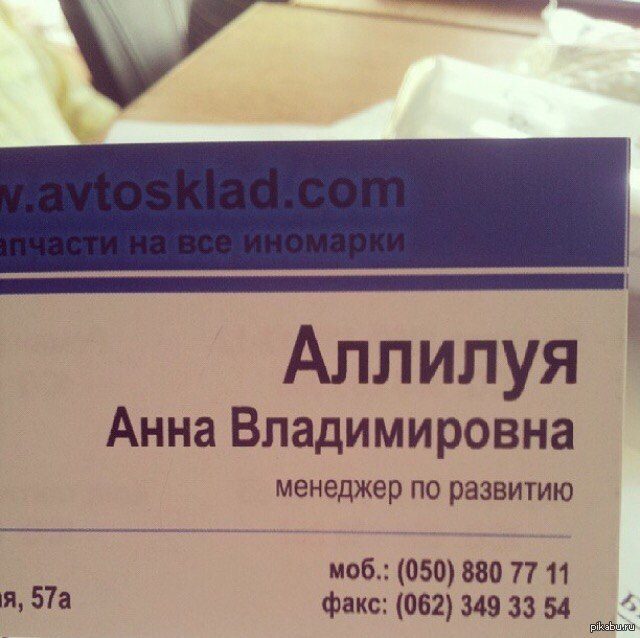 w.avtosklad.com
апчасти на все иномарки
Аллилуя
Анна Владимировна
менеджер по развитию
моб.: (050) 880 77 11
ая, 57а
факс: (062) 349 33 54
pikabu.ru